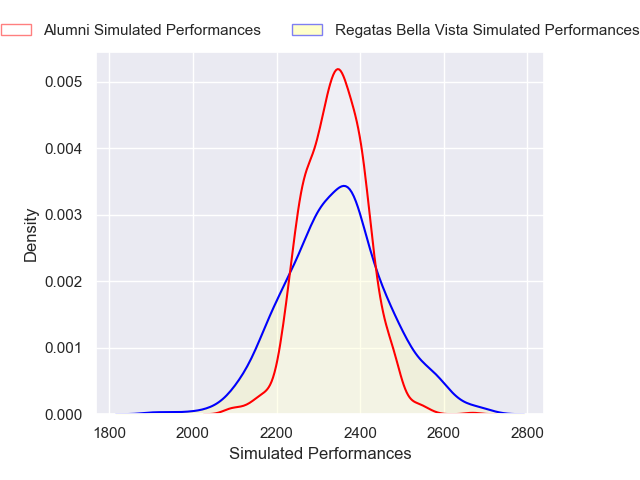 Alumni Simulated Performances Regatas Bella Vista Simulated Performances
0.005
0.004
0.003
0.002
0.001
0.000
Density
1800 2000 2200 2400 2600 2800
Simulated Performances